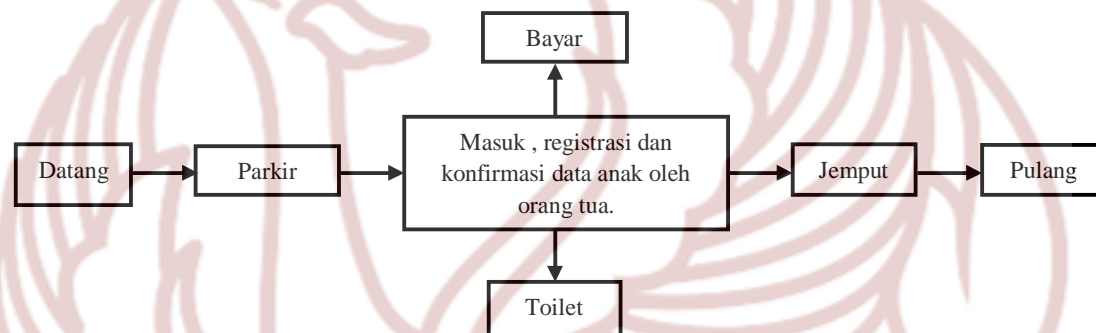 Bayar
Datang
Parkir
Masuk , registrasi dan
konfirmasi data anak oleh
orang tua.
Jemput
Pulang
Toilet